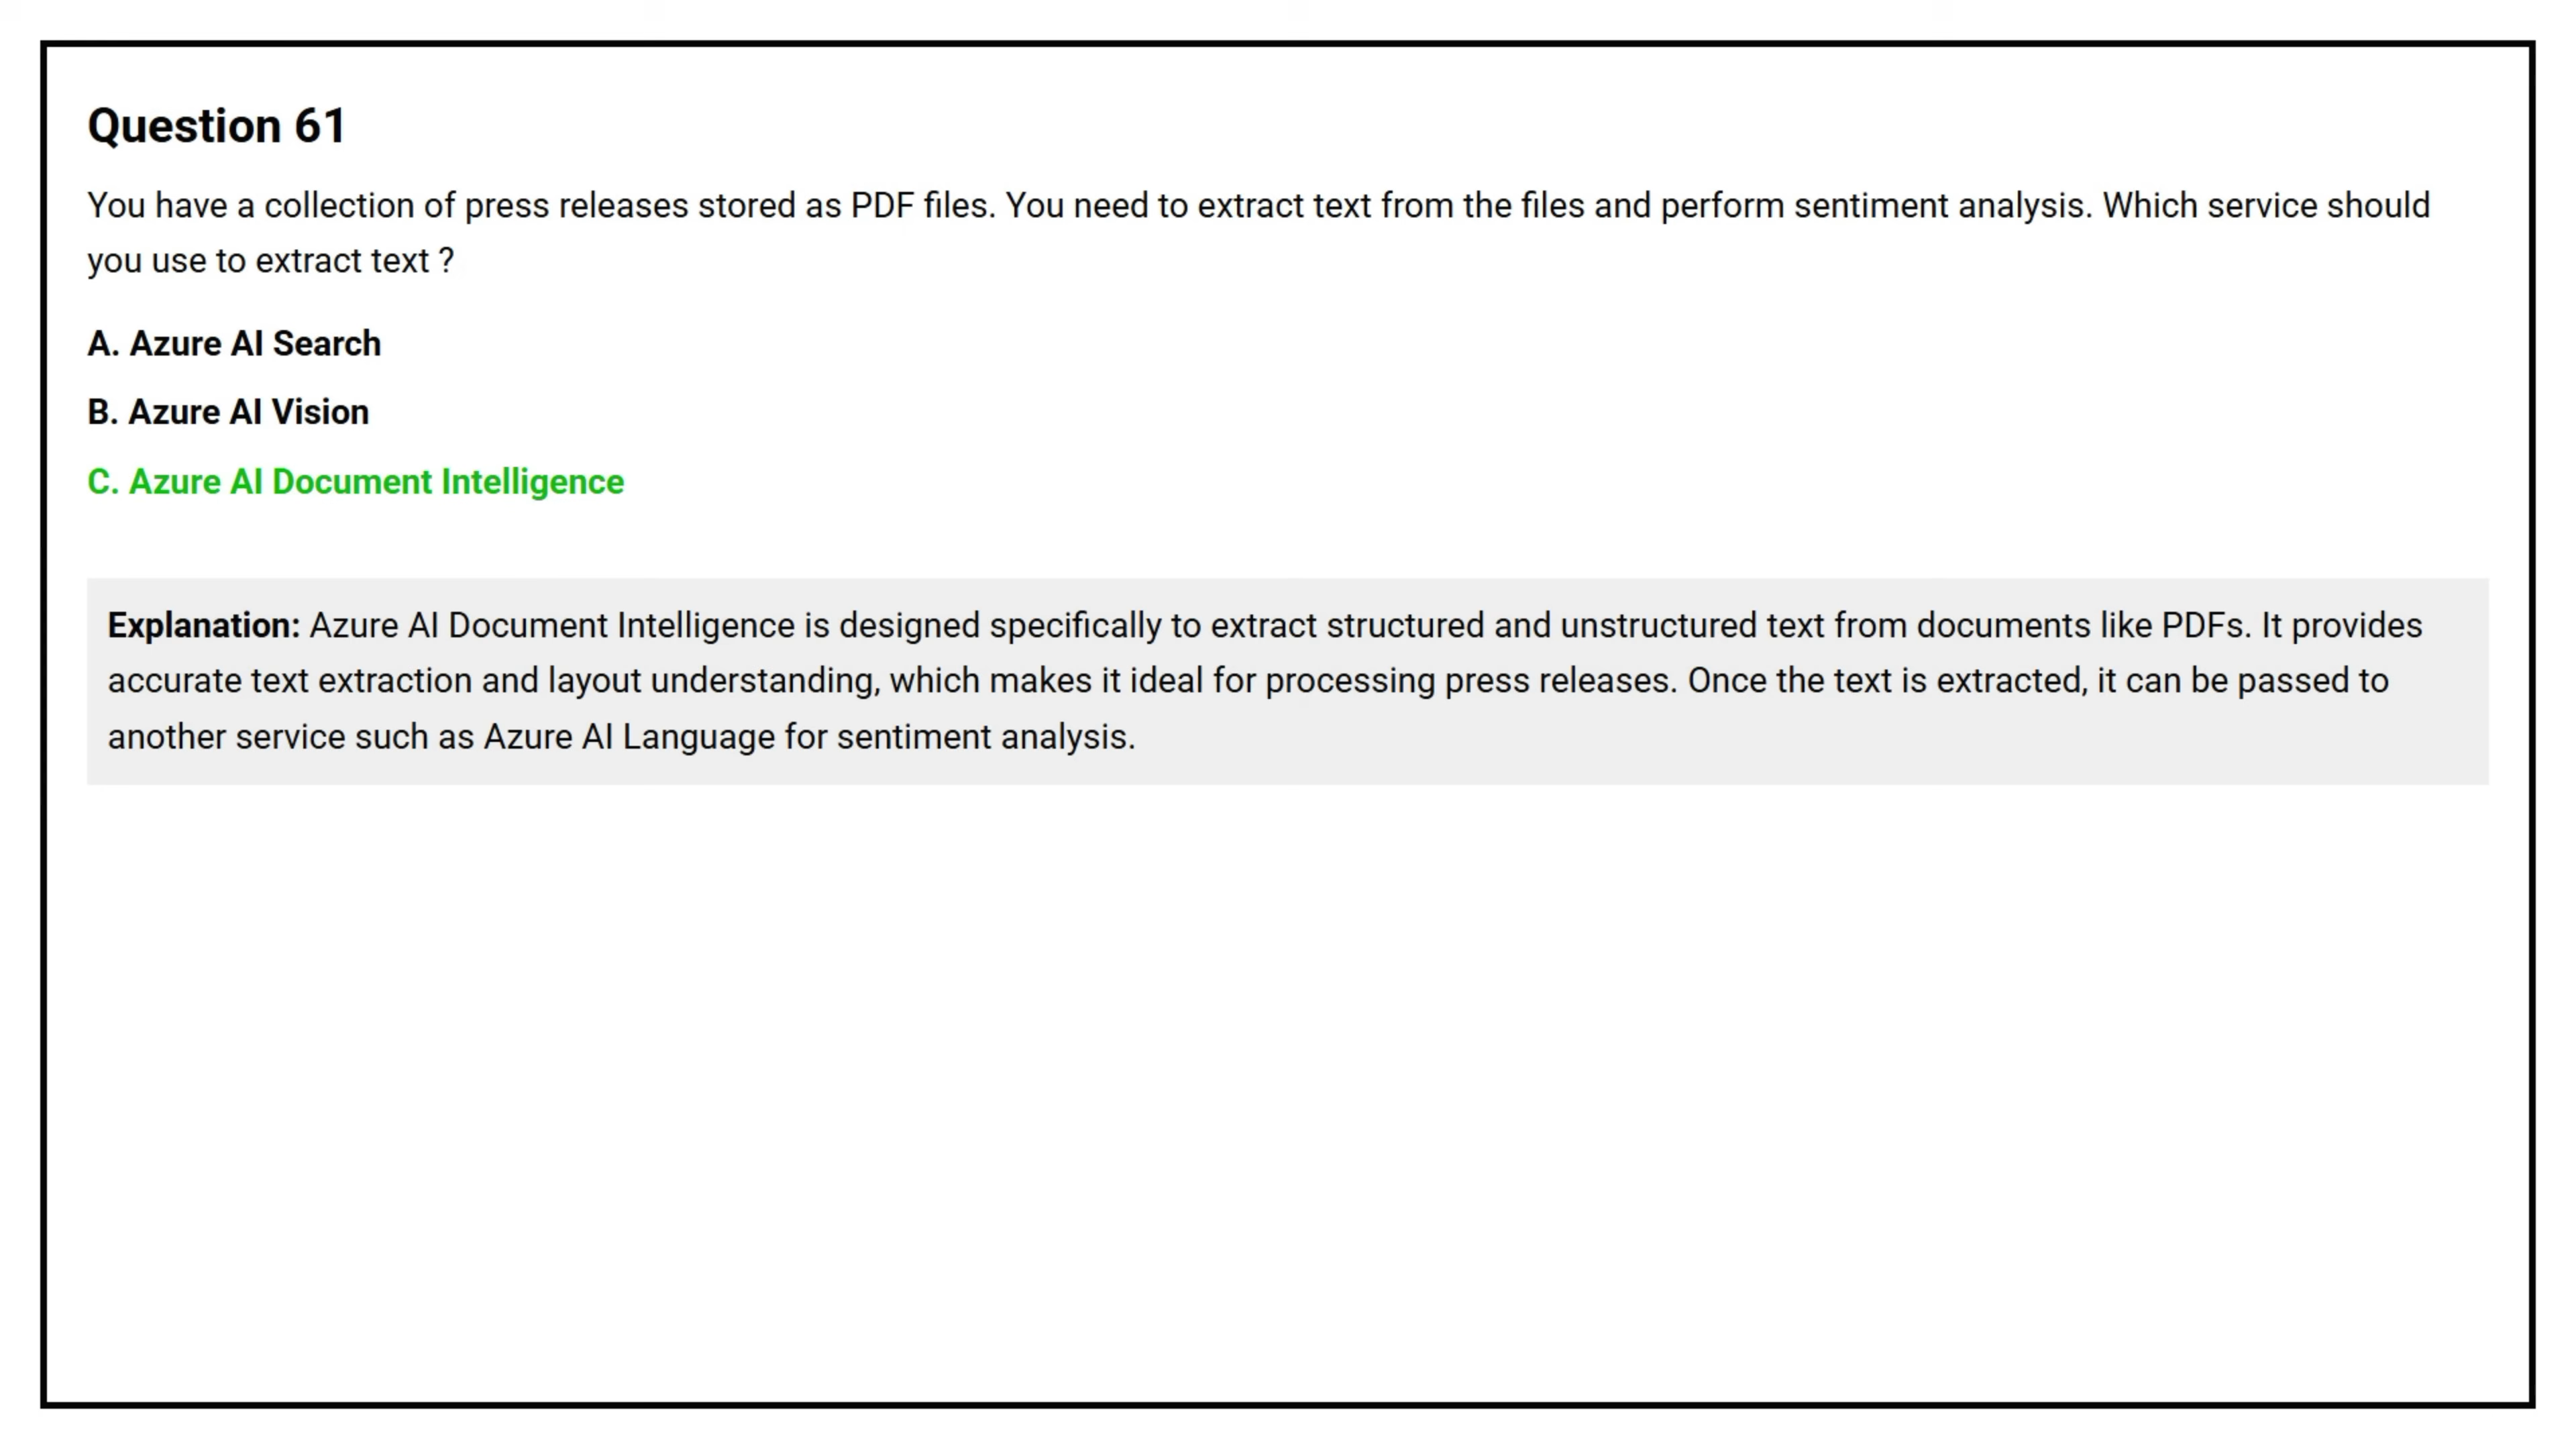 Question 61
You have a collection of press releases stored as PDF files. You need to extract text from the files and perform sentiment analysis. Which service should
you use to extract text ?
A. Azure AI Search
B. Azure AI Vision
C. Azure AI Document Intelligence
Explanation: Azure AI Document Intelligence is designed specifically to extract structured and unstructured text from documents like PDFs. It provides
accurate text extraction and layout understanding, which makes it ideal for processing press releases. Once the text is extracted, it can be passed to
another service such as Azure AI Language for sentiment analysis.